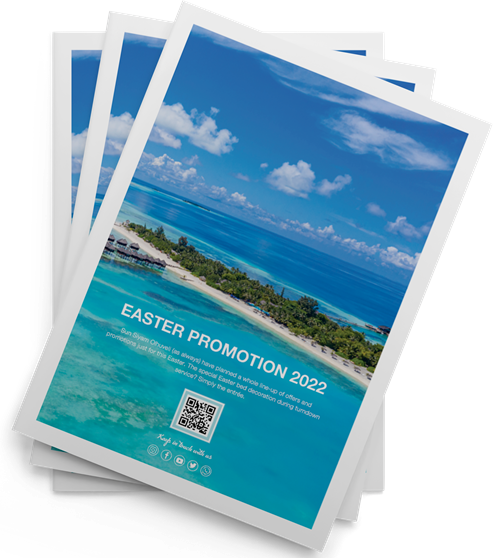 EASTER PROMOTION 2022
Sun Siyam Olhuveli (as always) have planned a whole line-up of offers and
promotions just for this Easter. The special Easter bed decoration during turndown
service? Simply the entrée.
Keep in touch with us